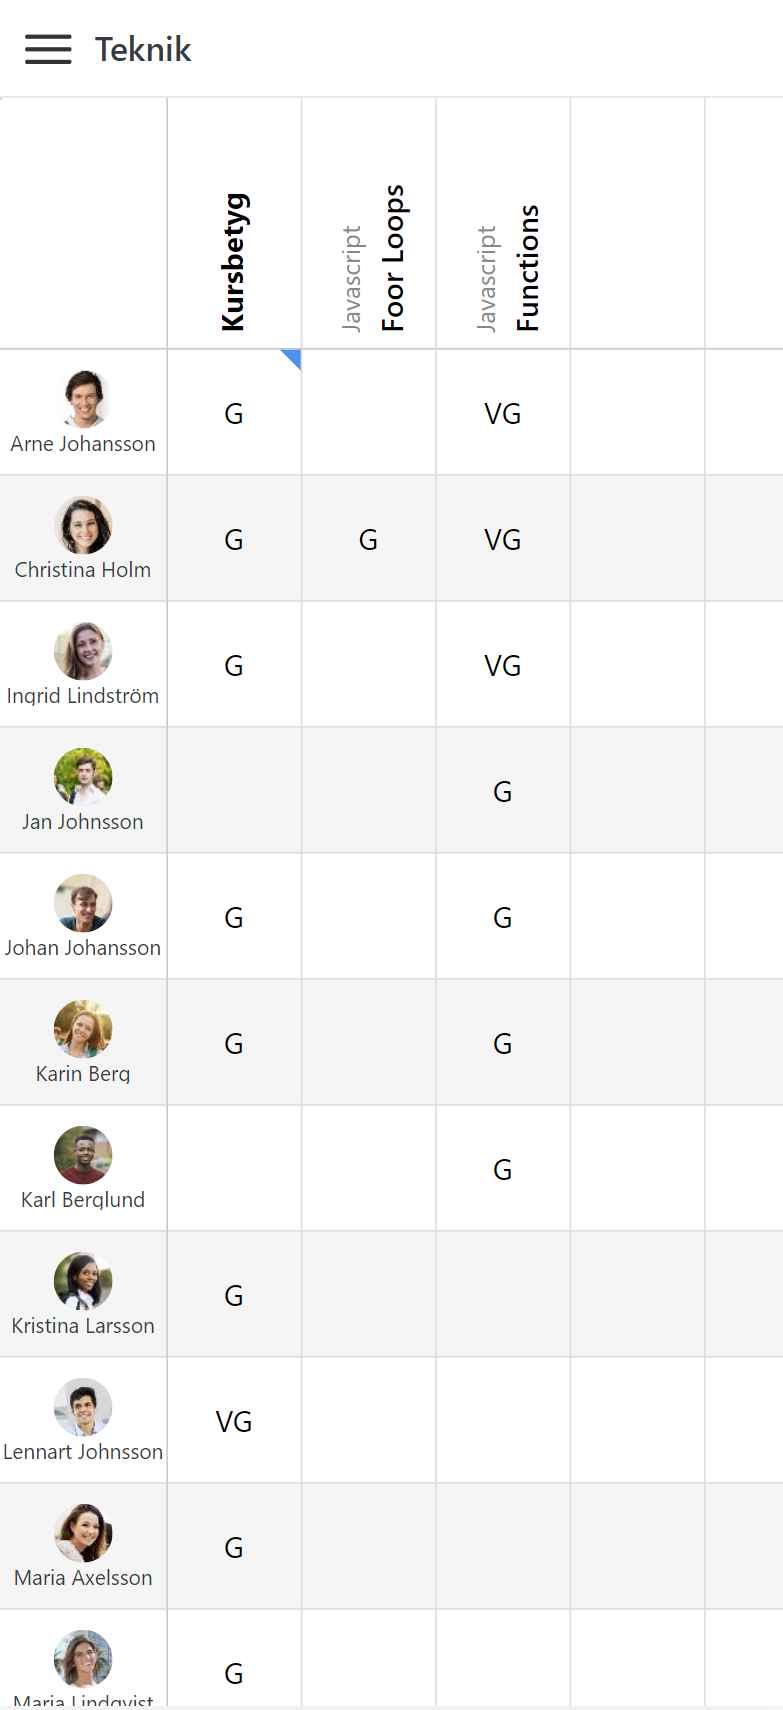 Teknik
Kursbetyg
Javascript
Foor Loops
Javascript
Functions
G
VG
Arne Johansson
G
G
VG
Christina Holm
G
VG
Ingrid Lindström
G
Jan Johnsson
G
G
Johan Johansson
G
G
Karin Berg
G
Karl Berglund
G
Kristina Larsson
VG
Lennart Johnsson
G
Maria Axelsson
G
Maria Lindqvist